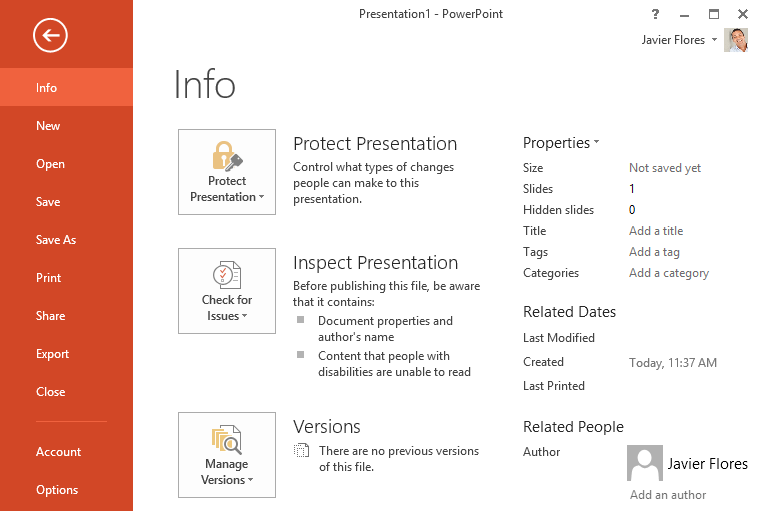 Presentation1 - PowerPoint
?
Javier Flores
Info
New
Open
Save
Save As
Print
Share
Export
Close
Account
Options
Info
Protect
Presentation
Protect Presentation
Control what types of changes
people can make to this
presentation.
Check for
Issues
Inspect Presentation
Before publishing this file, be aware
that it contains:
Document properties and
author's name
Content that people with
disabilities are unable to read
Manage
Versions
Versions
There are no previous versions
of this file.
Properties
Size Not saved yet
Slides 1
Hidden slides 0
Title Add a title
Tags Add a tag
Categories Add a category
Related Dates
Last Modified
Created Today, 11:37 AM
Last Printed
Related People
Author Javier Flores
Add an author